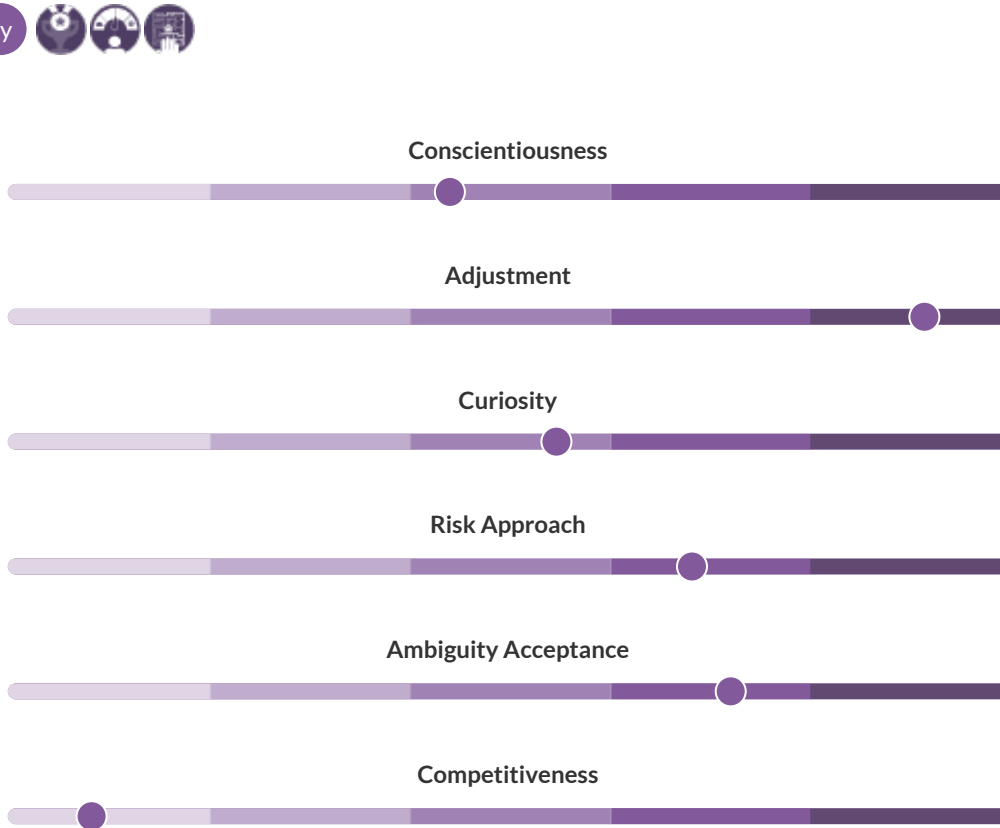 y
Conscientiousness
Adjustment
Curiosity
Risk Approach
Ambiguity Acceptance
Competitiveness